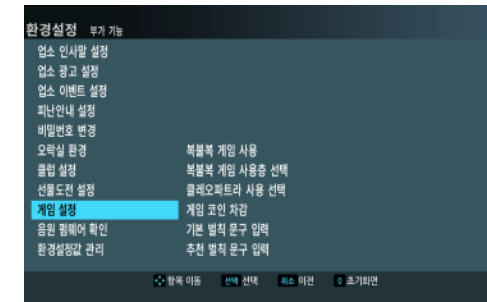 환경설정 부가 기능
업소 인사말 설정
업소 광고 설정
업소 이벤트 설정
피난안내 설정
비밀번호 변경
오락실 환경 복불복 게임 사용
클럽 설정 복불복 게임 사용층 선택
선물도전 설정 클레오파트라 사용 선택
게임 설정 게임 코인 차감
음원 펌웨어 확인 기본 벌칙 문구 입력
환경설정값 관리 추천 벌칙 문구 입력
항목 이동 선택 선택 취소 이전 0 초기화면